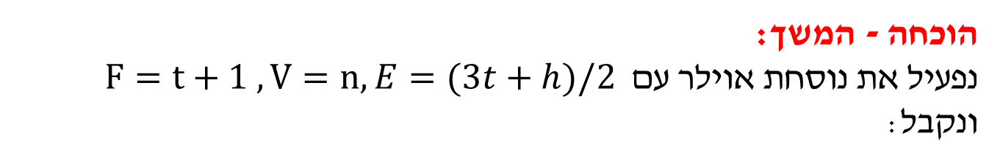 הוכחה - המשך:
נפעיל את נוסחת אוילר עם F = t + 1 ,V = n, E = (3t + h)/2
ונקבל: